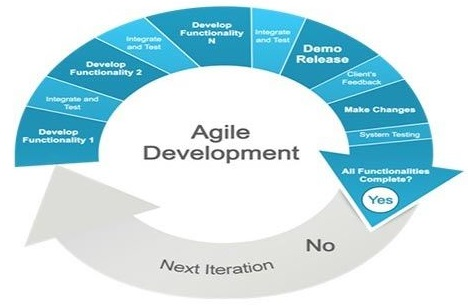 Develop
Functionality 1
Integrate and
Test
Develop
Functionality 2
Integrate
and Test
Develop
Functionality
N
Integrate
and Test
Demo
Release
Client's
Feedback
Make Changes
System Testing
All Functionalities
Complete?
Yes
No
Next Iteration
Agile
Development